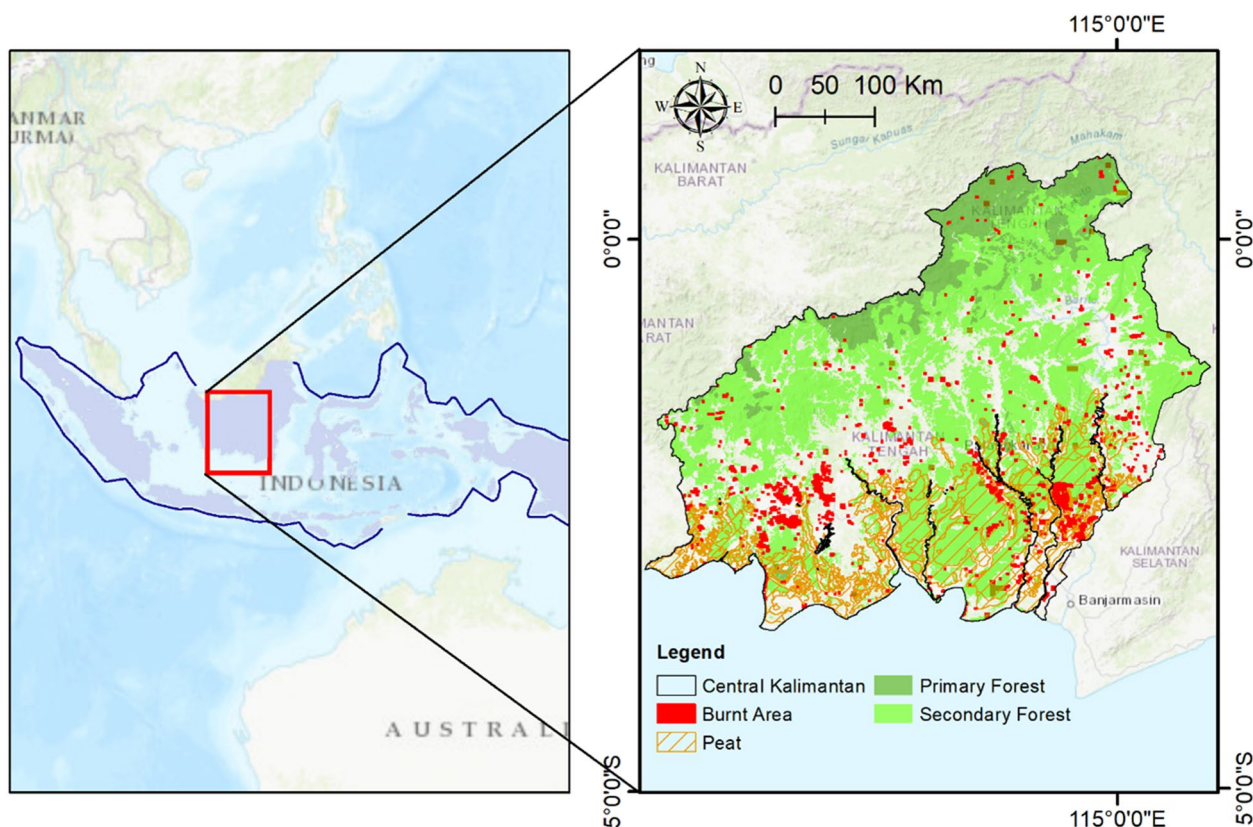 115°0'0"E
ANMAR
URMA)
INDONESIA
AUSTRALI
ng
N
W
E
S
0 50 100 Km
Sungai Kapuas
Mahakam
KALIMANTAN
BARAT
0°0'0"
0°0'0"
MANTAN
RAT
KALIMANTAN
TENGAH
KALIMANTAN
SELATAN
Banjarmasin
Legend
Central Kalimantan
Primary Forest
Burnt Area
Secondary Forest
Peat
5°0'0"S
5°0'0"S
115°0'0"E